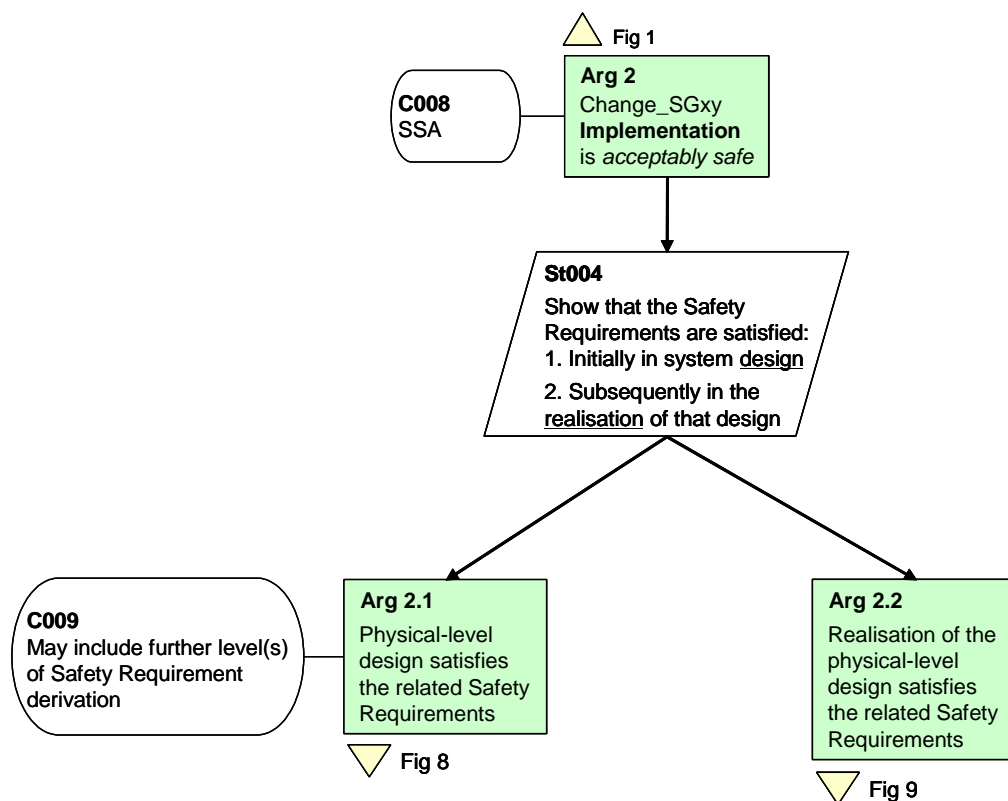 Fig 1
C008
SSA
Arg 2
Change_SGxy
Implementation
is acceptably safe
St004
Show that the Safety
Requirements are satisfied:
1. Initially in system design
2. Subsequently in the
realisation of that design
C009
May include further level(s)
of Safety Requirement
derivation
Arg 2.1
Physical-level
design satisfies
the related Safety
Requirements
Fig 8
Arg 2.2
Realisation of the
physical-level
design satisfies
the related Safety
Requirements
Fig 9